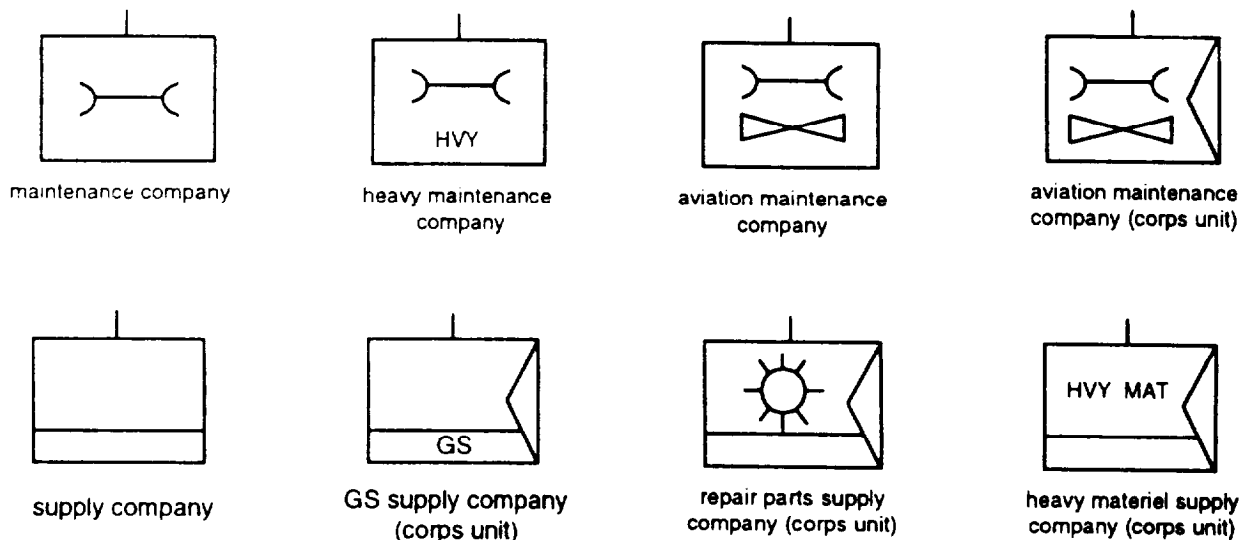 HVY
maintenance company
heavy maintenance
company
aviation maintenance
company
aviation maintenance
company (corps unit)
GS
HVY MAT
supply company
GS supply company
(corps unit)
repair parts supply
company (corps unit)
heavy materiel supply
company (corps unit)